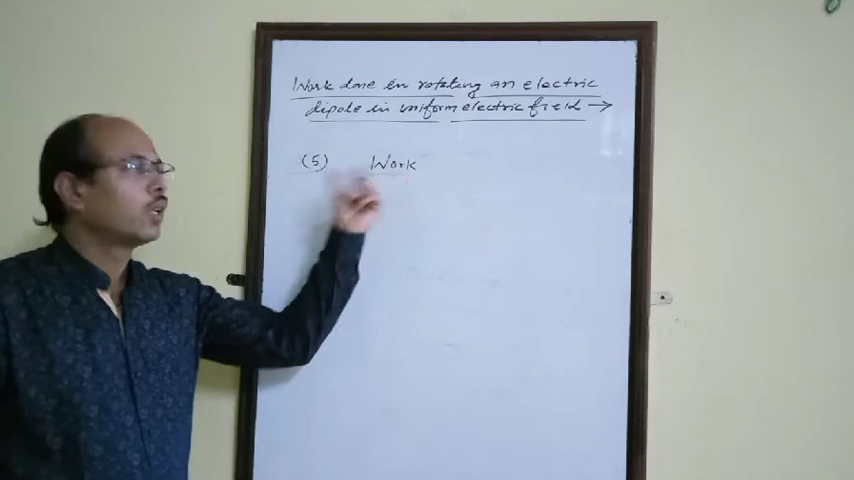 Work done in rotating an electric
dipole in uniform electric field →
(5) Work